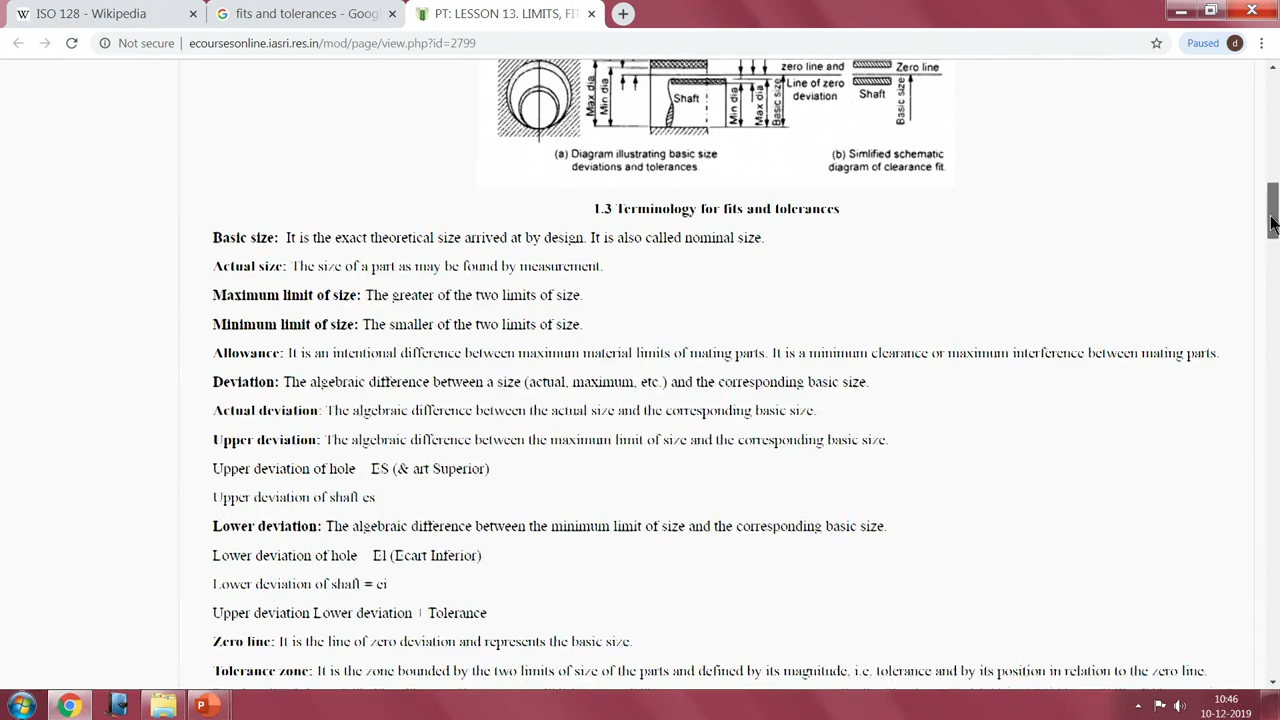 ISO 128 - Wikipedia
fits and tolerances - Goog
PT: LESSON 13. LIMITS, FI
Not secure
ecoursesonline.iasri.res.in/mod/page/view.php?id=2799
Paused
d
Max dia
Min dia
Shaft
Min dia
Max dia
Basic size
zero line and
Line of zero
deviation
Zero line
Shaft
Basic size
(a) Diagram illustrating basic size
deviations and tolerances
(b) Simlified schematic
diagram of clearance fit.
1.3 Terminology for fits and tolerances
Basic size: It is the exact theoretical size arrived at by design. It is also called nominal size.
Actual size: The size of a part as may be found by measurement.
Maximum limit of size: The greater of the two limits of size.
Minimum limit of size: The smaller of the two limits of size.
Allowance: It is an intentional difference between maximum material limits of mating parts. It is a minimum clearance or maximum interference between mating parts.
Deviation: The algebraic difference between a size (actual, maximum, etc.) and the corresponding basic size.
Actual deviation: The algebraic difference between the actual size and the corresponding basic size.
Upper deviation: The algebraic difference between the maximum limit of size and the corresponding basic size.
Upper deviation of hole ES (& art Superior)
Upper deviation of shaft es
Lower deviation: The algebraic difference between the minimum limit of size and the corresponding basic size.
Lower deviation of hole EI (Ecart Inferior)
Lower deviation of shaft = ei
Upper deviation Lower deviation + Tolerance
Zero line: It is the line of zero deviation and represents the basic size.
Tolerance zone: It is the zone bounded by the two limits of size of the parts and defined by its magnitude, i.e. tolerance and by its position in relation to the zero line.
10:46
10-12-2019